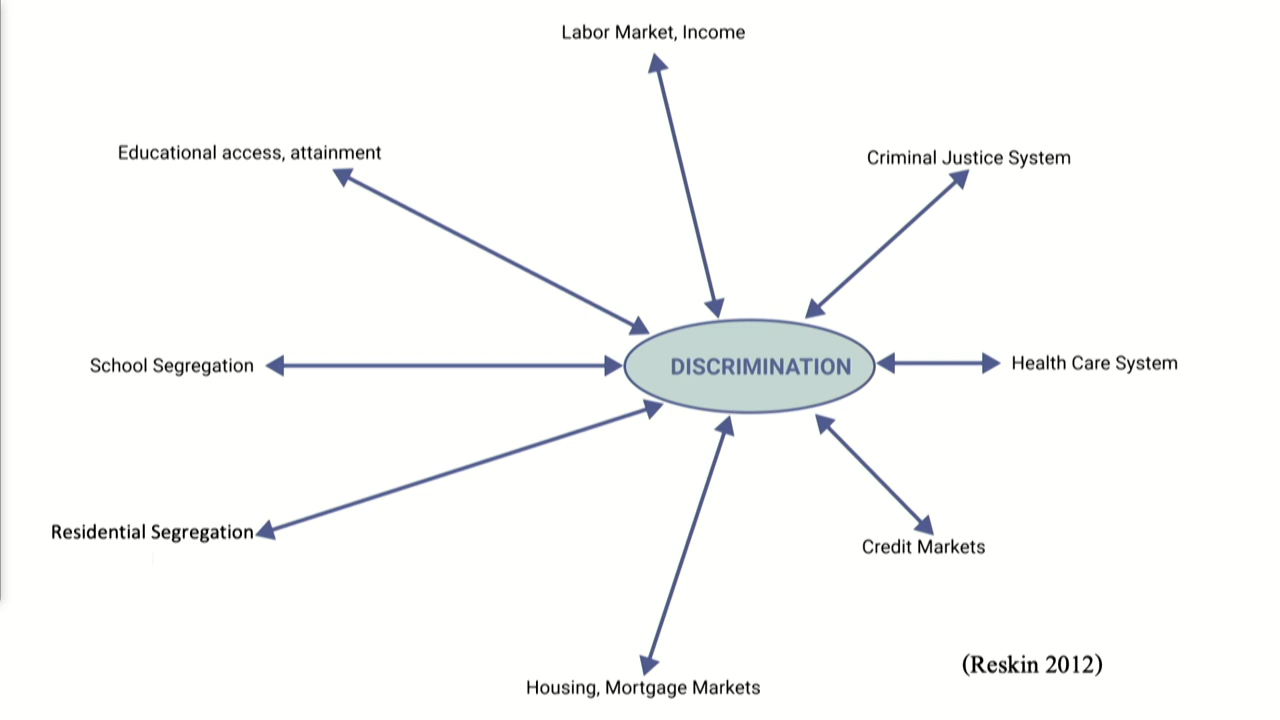 Labor Market, Income
Educational access, attainment
Criminal Justice System
School Segregation
DISCRIMINATION
Health Care System
Residential Segregation
Credit Markets
(Reskin 2012)
Housing, Mortgage Markets